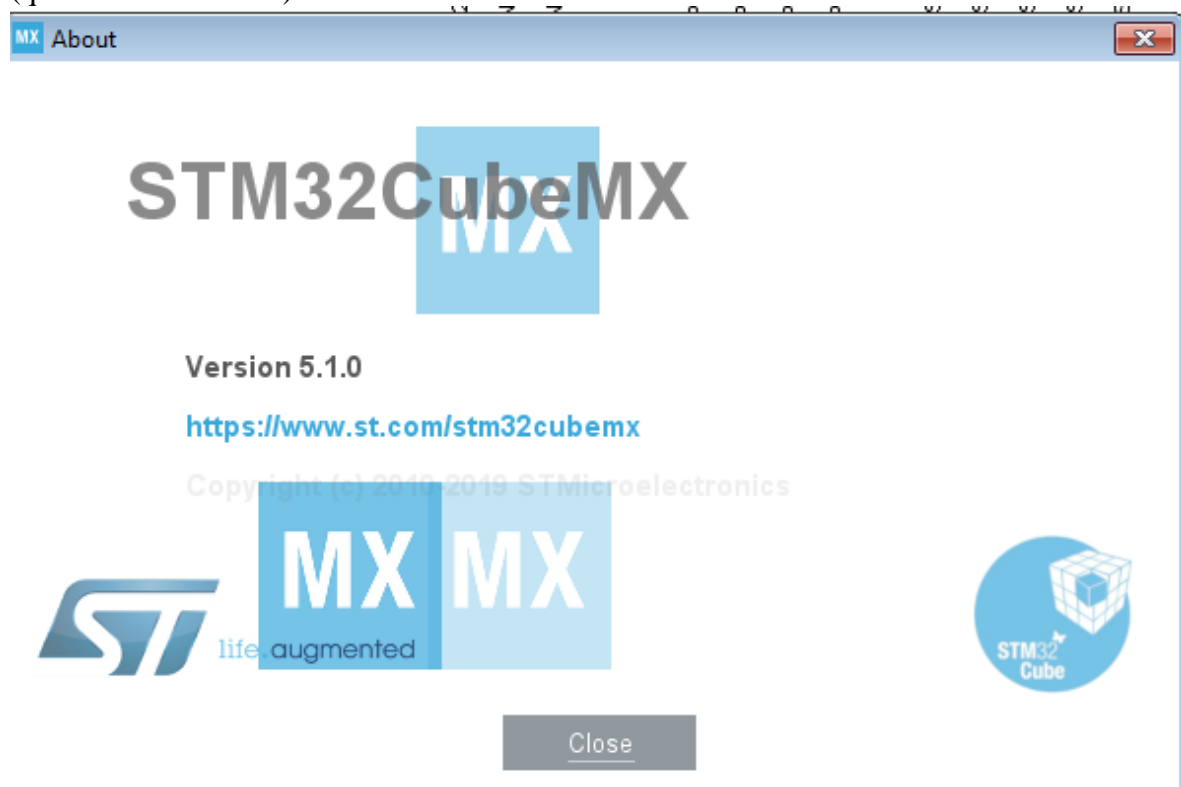 MX About
STM32CubeMX
MX
Version 5.1.0
https://www.st.com/stm32cubemx
Copyright (c) 2010-2019 STMicroelectronics
MX MX
ST life.augmented
STM32
Cube
Close